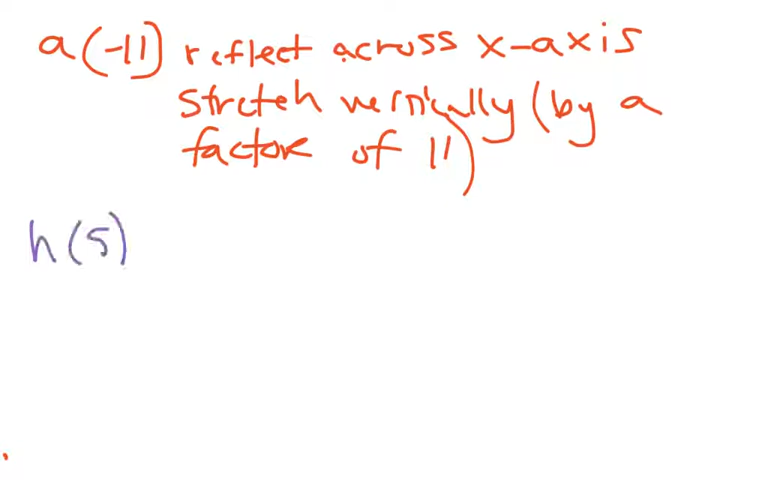 a (-11) reflect across x-axis
stretch vertically (by a
factor of 11)
h (5)